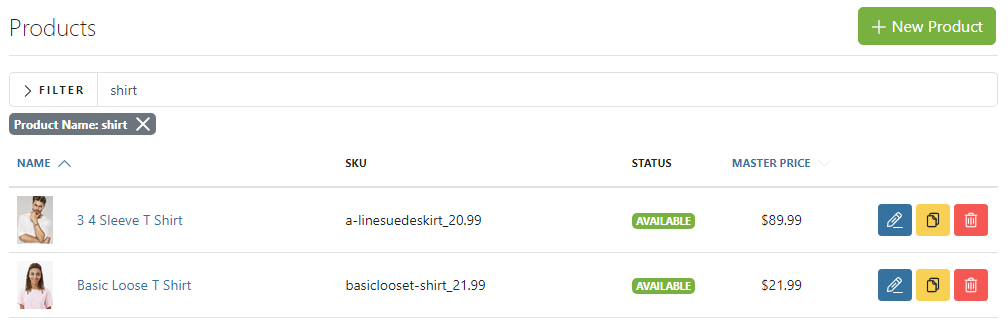 Products
+ New Product
FILTER shirt
Product Name: shirt
NAME SKU STATUS MASTER PRICE
3 4 Sleeve T Shirt a-linesuedeskirt_20.99 AVAILABLE $89.99
Basic Loose T Shirt basiclooset-shirt_21.99 AVAILABLE $21.99